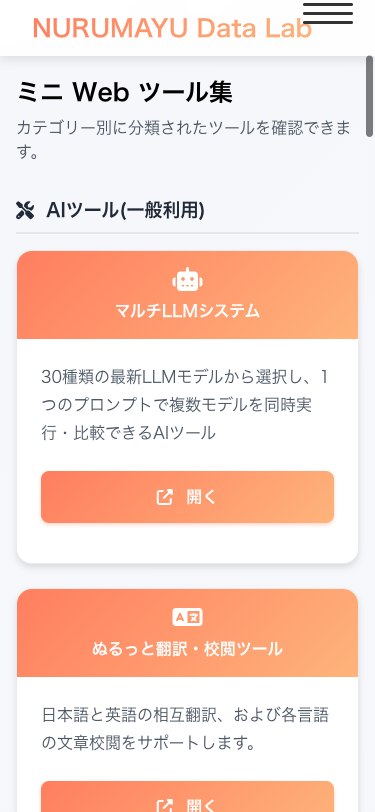 NURUMAYU Data Lab
ミニ Web ツール集
カテゴリー別に分類されたツールを確認できま
す。
AIツール(一般利用)
マルチLLMシステム
30種類の最新LLMモデルから選択し、1
つのプロンプトで複数モデルを同時実
行・比較できるAIツール
開く
A
ぬるっと翻訳・校閲ツール
日本語と英語の相互翻訳、および各言語
の文章校閲をサポートします。
開く